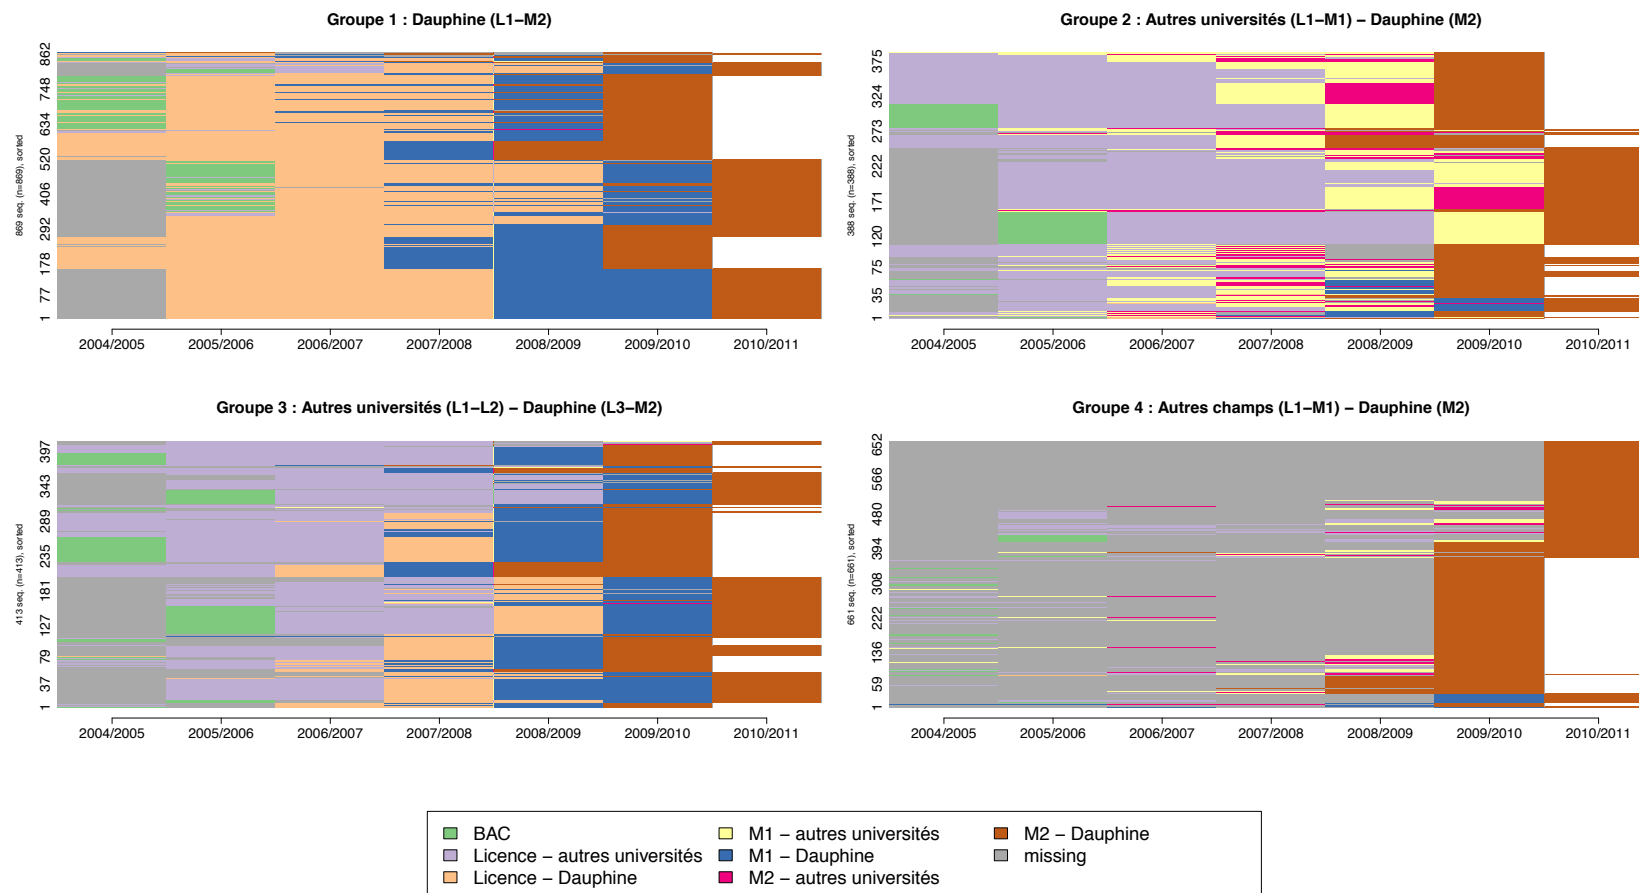 Groupe 1 : Dauphine (L1−M2)
869 seq. (n=869), sorted
1 77 178 292 406 520 634 748 862
2004/2005 2005/2006 2006/2007 2007/2008 2008/2009 2009/2010 2010/2011
Groupe 2 : Autres universités (L1−M1) − Dauphine (M2)
388 seq. (n=388), sorted
1 35 75 120 171 222 273 324 375
2004/2005 2005/2006 2006/2007 2007/2008 2008/2009 2009/2010 2010/2011
Groupe 3 : Autres universités (L1−L2) − Dauphine (L3−M2)
413 seq. (n=413), sorted
1 37 79 127 181 235 289 343 397
2004/2005 2005/2006 2006/2007 2007/2008 2008/2009 2009/2010 2010/2011
Groupe 4 : Autres champs (L1−M1) − Dauphine (M2)
661 seq. (n=661), sorted
1 59 136 222 308 394 480 566 652
2004/2005 2005/2006 2006/2007 2007/2008 2008/2009 2009/2010 2010/2011
BAC
Licence − autres universités
Licence − Dauphine
M1 − autres universités
M1 − Dauphine
M2 − autres universités
M2 − Dauphine
missing